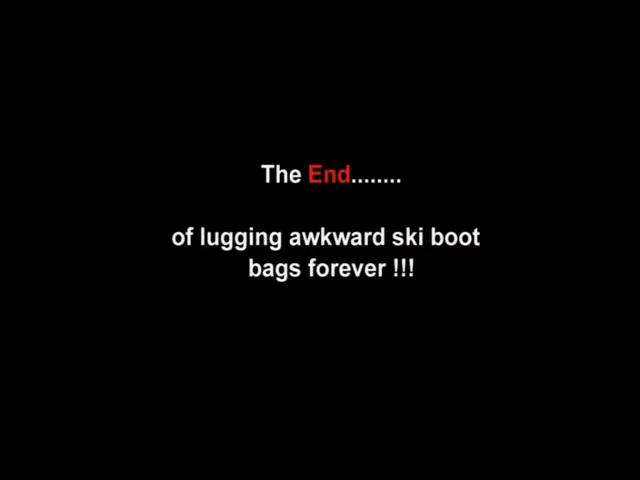 The End........
of lugging awkward ski boot
bags forever !!!